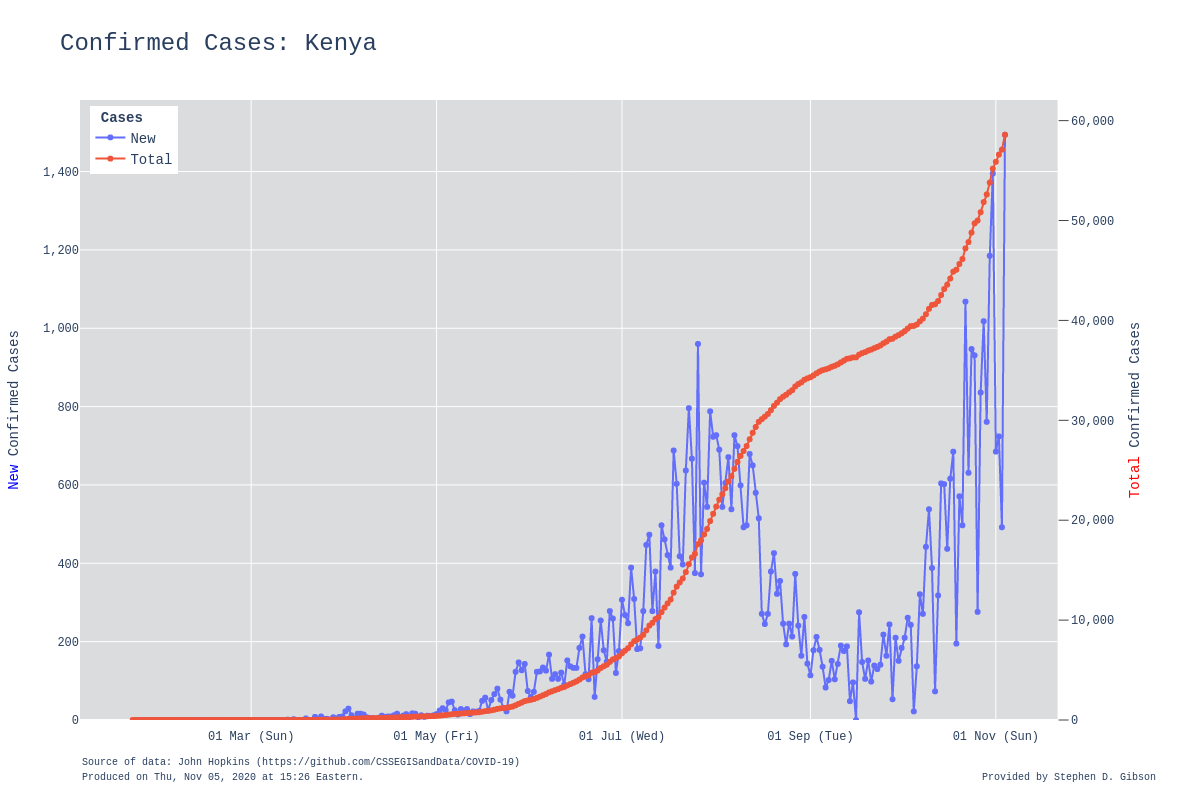 Confirmed Cases: Kenya
Cases
New
Total
1,400
1,200
1,000
800
600
400
200
0
New Confirmed Cases
60,000
50,000
40,000
30,000
20,000
10,000
0
Total Confirmed Cases
01 Mar (Sun)
01 May (Fri)
01 Jul (Wed)
01 Sep (Tue)
01 Nov (Sun)
Source of data: John Hopkins (https://github.com/CSSEGISandData/COVID-19)
Produced on Thu, Nov 05, 2020 at 15:26 Eastern.
Provided by Stephen D. Gibson